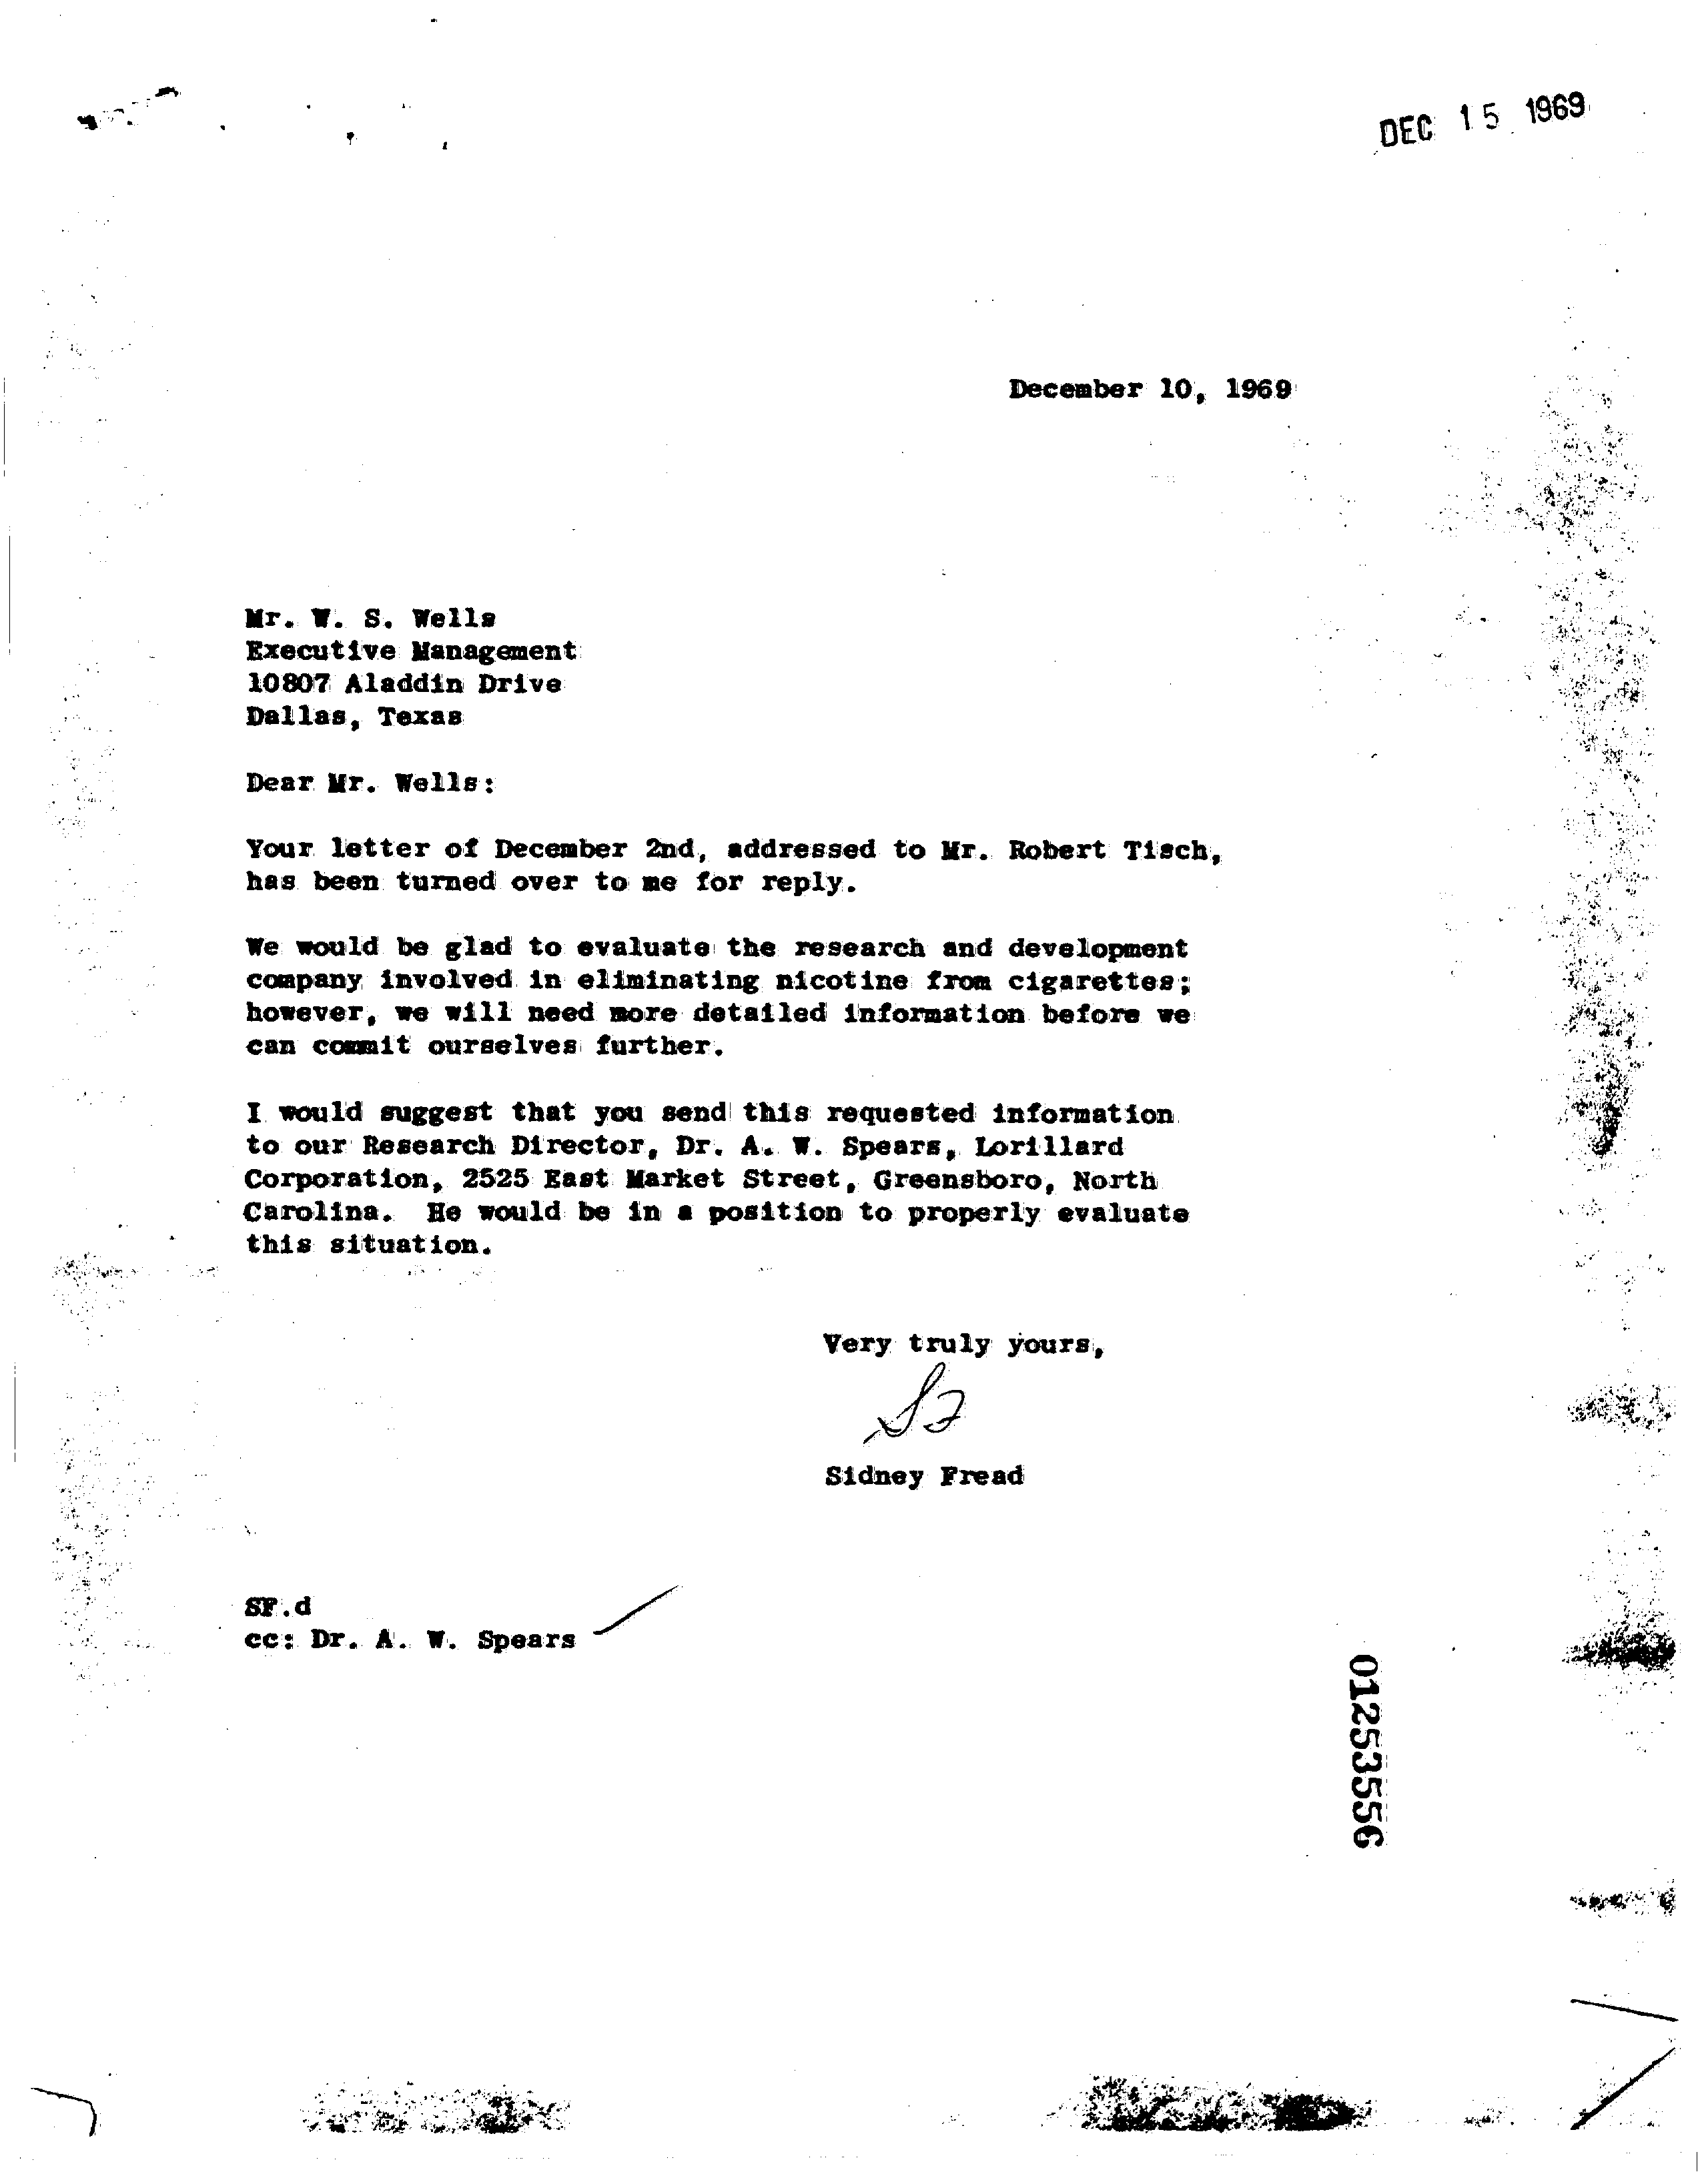 DEC 15 1969
December 10, 1969
Mr. W. S. Wells
Executive Management
10807 Aladdin Drive
Dallas, Texas
Dear Mr. Wells:
Your letter of December 2nd, addressed to Mr. Robert Tisch,
has been turned over to me for reply.
We would be glad to evaluate the research and development
company involved in eliminating nicotine from cigarettes;
however, we will need more detailed information before we
can commit ourselves further.
I would suggest that you send this requested information
to our Research Director, Dr. A. W. Spears, Lorillard
Corporation, 2525 East Market Street, Greensboro, North
Carolina. He would be in a position to properly evaluate
this situation.
Very truly yours,
SF
Sidney Fread
SF.d
cc: Dr. A. W. Spears
01253556